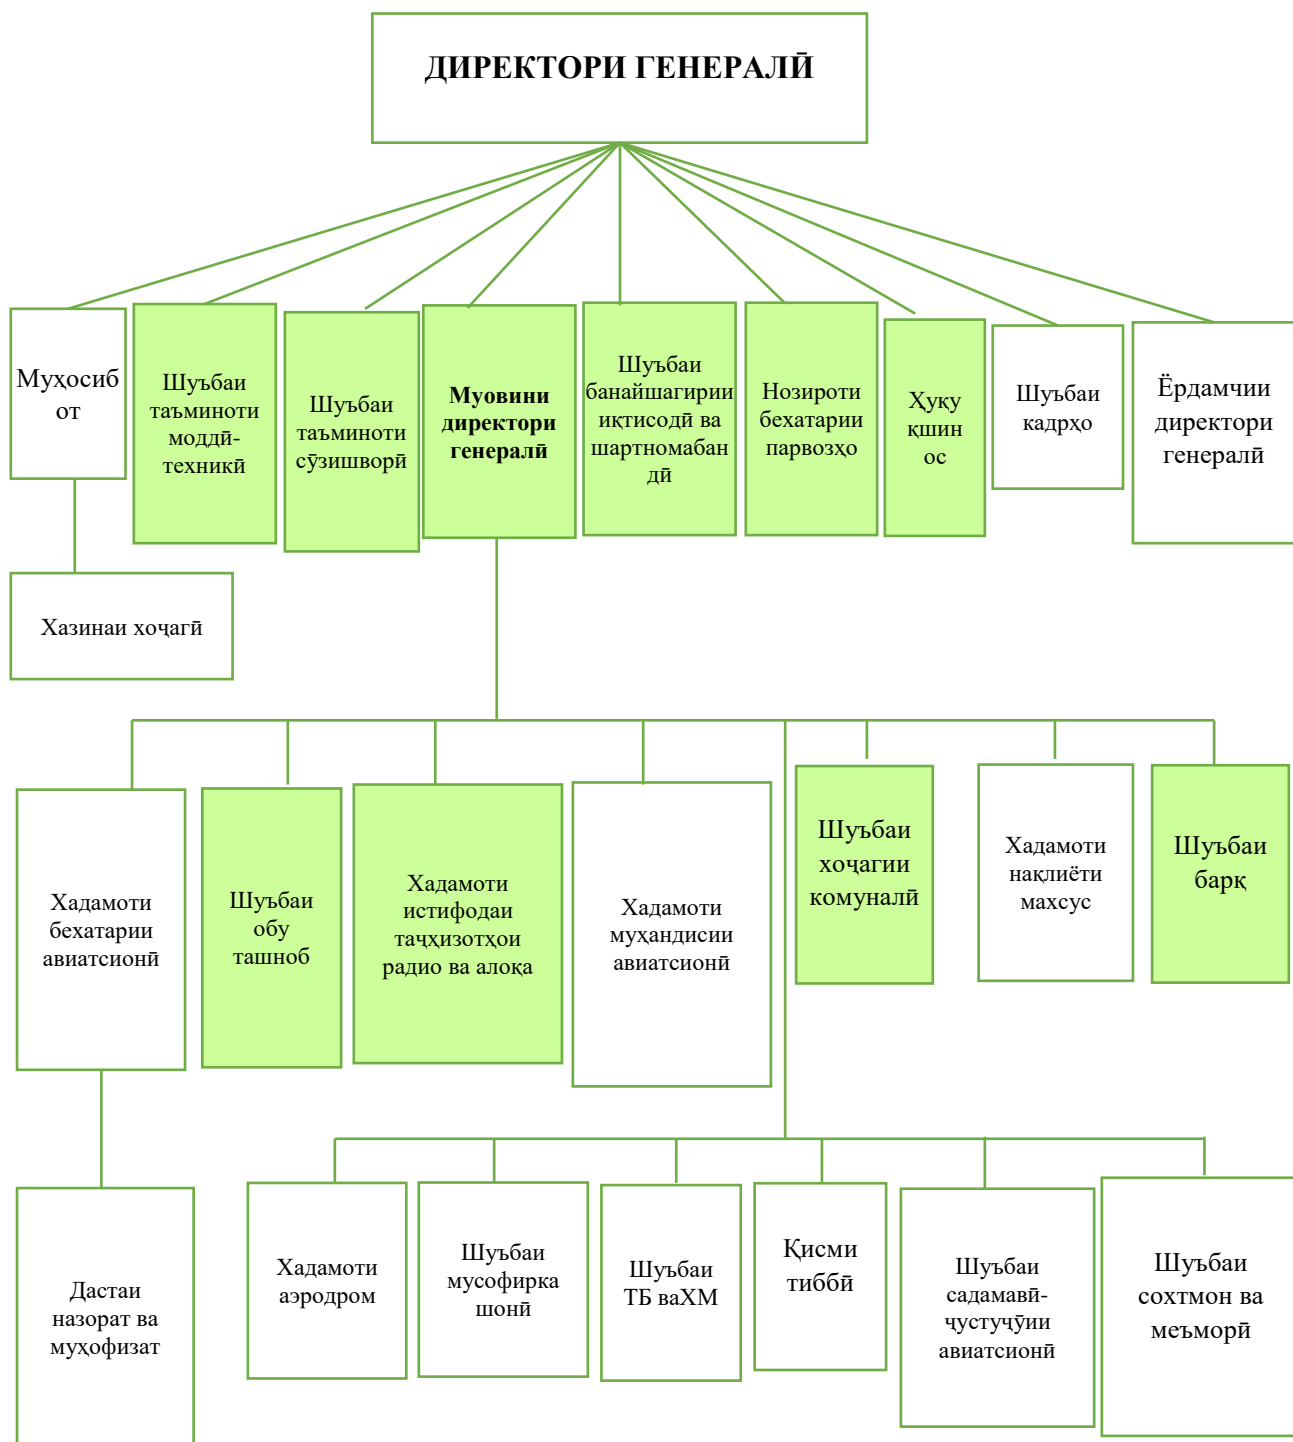 ДИРЕКТОРИ ГЕНЕРАЛӢ
Муҳосиб
от
Шуъбаи
таъминоти
моддӣ-
техникӣ
Шуъбаи
таъминоти
сӯзишворӣ
Муовини
директори
генералӣ
Шуъбаи
банайшагирии
иқтисодӣ ва
шартномабан
дӣ
Нозироти
бехатарии
парвозҳо
Ҳуқу
қшин
ос
Шуъбаи
кадрҳо
Ёрдамчии
директори
генералӣ
Хазинаи хоҷагӣ
Хадамоти
бехатарии
авиатсионӣ
Шуъбаи
обу
ташноб
Хадамоти
истифодаи
таҷҳизотҳои
радио ва алоқа
Хадамоти
муҳандисии
авиатсионӣ
Шуъбаи
хоҷагии
комуналӣ
Хадамоти
нақлиёти
махсус
Шуъбаи
барқ
Дастаи
назорат ва
муҳофизат
Хадамоти
аэродром
Шуъбаи
мусофирка
шонӣ
Шуъбаи
ТБ ваХМ
Қисми
тиббӣ
Шуъбаи
садамавӣ-
ҷустуҷӯии
авиатсионӣ
Шуъбаи
сохтмон ва
меъморӣ